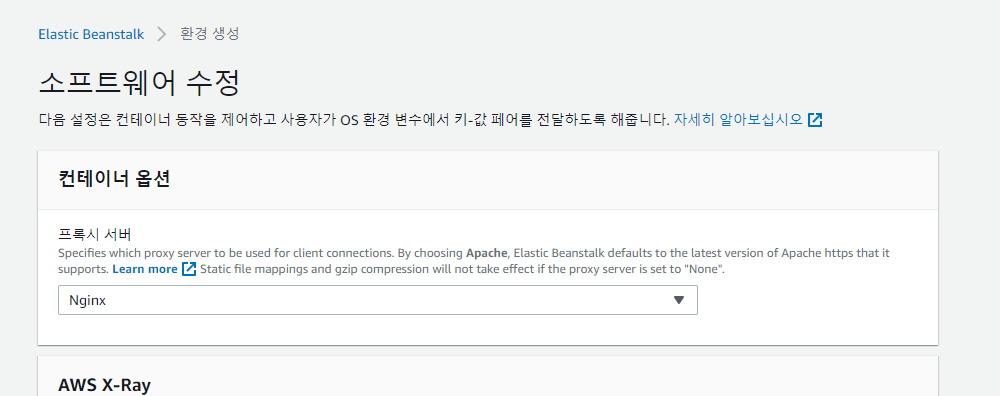 Elastic Beanstalk > 환경 생성
소프트웨어 수정
다음 설정은 컨테이너 동작을 제어하고 사용자가 OS 환경 변수에서 키-값 페어를 전달하도록 해줍니다. 자세히 알아보십시오
컨테이너 옵션
프록시 서버
Specifies which proxy server to be used for client connections. By choosing Apache, Elastic Beanstalk defaults to the latest version of Apache https that it
supports. Learn more Static file mappings and gzip compression will not take effect if the proxy server is set to "None".
Nginx
AWS X-Ray